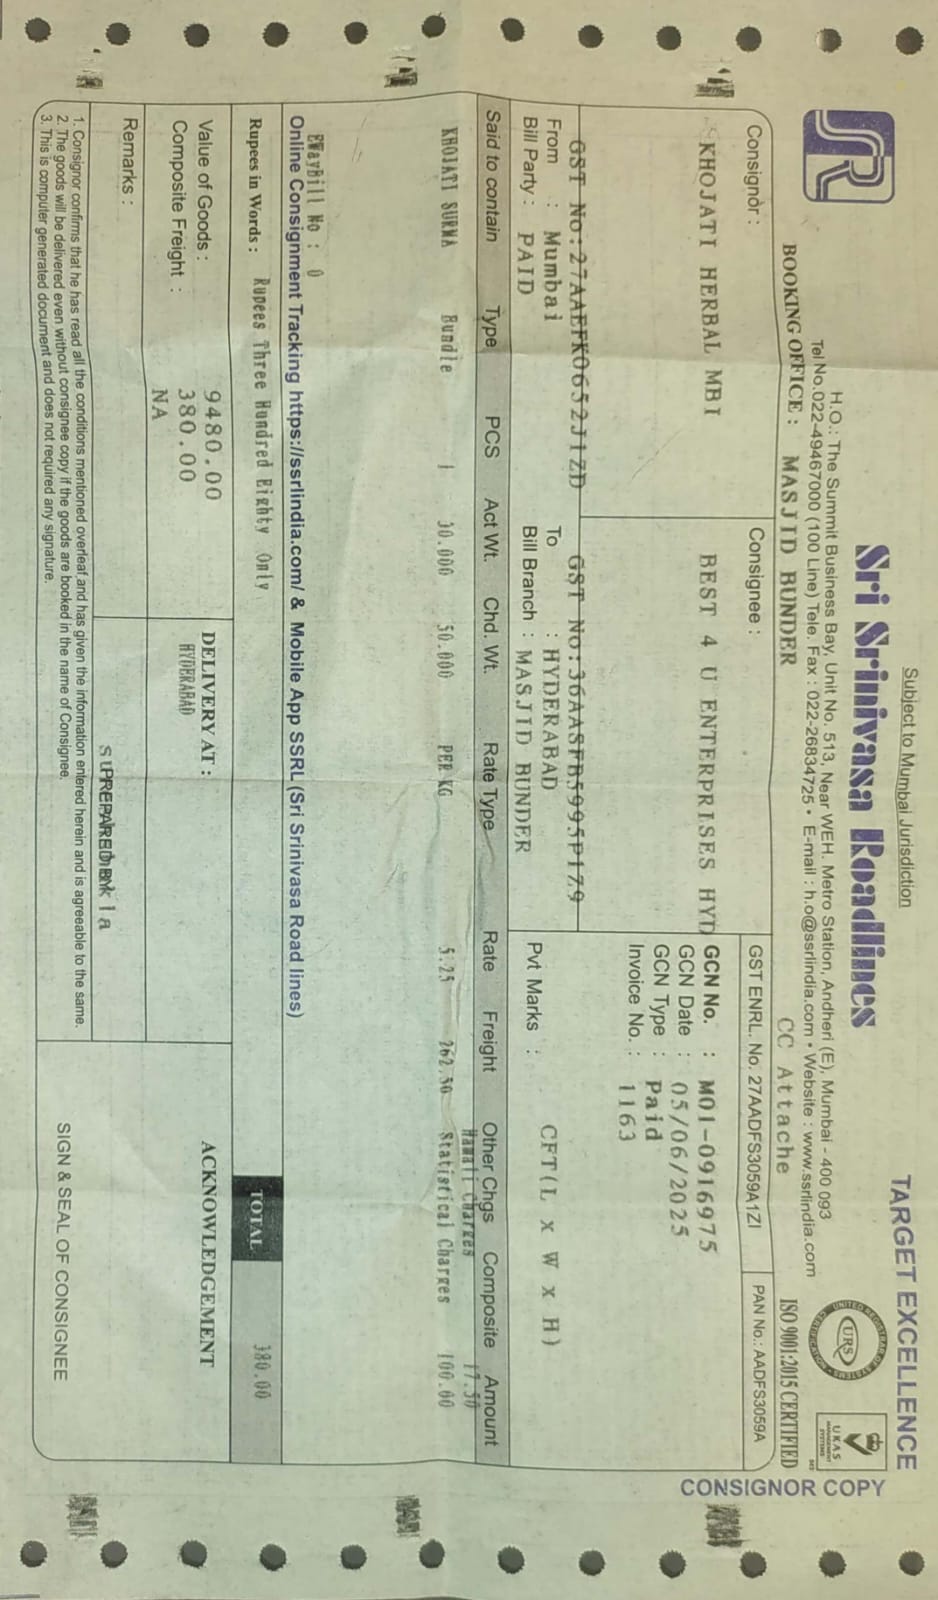 Subject to Mumbai Jurisdiction
TARGET EXCELLENCE
Sri Srinivasa Roadlines
H.O.: The Summit Business Bay, Unit No. 513, Near WEH. Metro Station, Andheri (E), Mumbai - 400 093
Tel No.022-49467000 (100 Line) Tele. Fax : 022-26834725 • E-mail : h.o@ssrlindia.com • Website : www.ssrlindia.com
UNITED REGISTRAR OF SYSTEMS
CERTIFICATION
URS
UKAS
MANAGEMENT
SYSTEMS
BOOKING OFFICE : MASJID BUNDER
CC Attache
ISO 9001:2015 CERTIFIED
CONSIGNOR COPY
Consignor :
Consignee :
GST ENRL. No. 27AADFS3059A1ZI
PAN No.: AADFS3059A
KHOJATI HERBAL MBI
BEST 4 U ENTERPRISES HYD
GCN No. : M01-0916975
GCN Date : 05/06/2025
GCN Type : Paid
Invoice No. : 1163
GST No:27AAEFK0652J1ZD
GST No:36AASFB5995P1Z9
From : Mumbai
To : HYDERABAD
Pvt Marks :
CFT(L x W x H)
Bill Party : PAID
Bill Branch : MASJID BUNDER
Said to contain Type PCS Act Wt. Chd. Wt. Rate Type Rate Freight Other Chgs Composite Amount
Hamali Charges 17.50
KHOJATI SURMA Bundle 1 30.000 50.000 PER KG 5.25 262.50 Statistical Charges 100.00
EWayBill No : 0
Online Consignment Tracking https://ssrlindia.com/ & Mobile App SSRL (Sri Srinivasa Road lines)
Rupees in Words : Rupees Three Hundred Eighty Only
TOTAL 380.00
Value of Goods : 9480.00
Composite Freight : 380.00
NA
DELIVERY AT :
HYDERABAD
ACKNOWLEDGEMENT
Remarks :
PREPARED BY
1. Consignor confirms that he has read all the conditions mentioned overleaf and has given the information entered herein and is agreeable to the same.
2. The goods will be delivered even without consignee copy if the goods are booked in the name of Consignee.
3. This is computer generated document and does not required any signature.
SIGN & SEAL OF CONSIGNEE